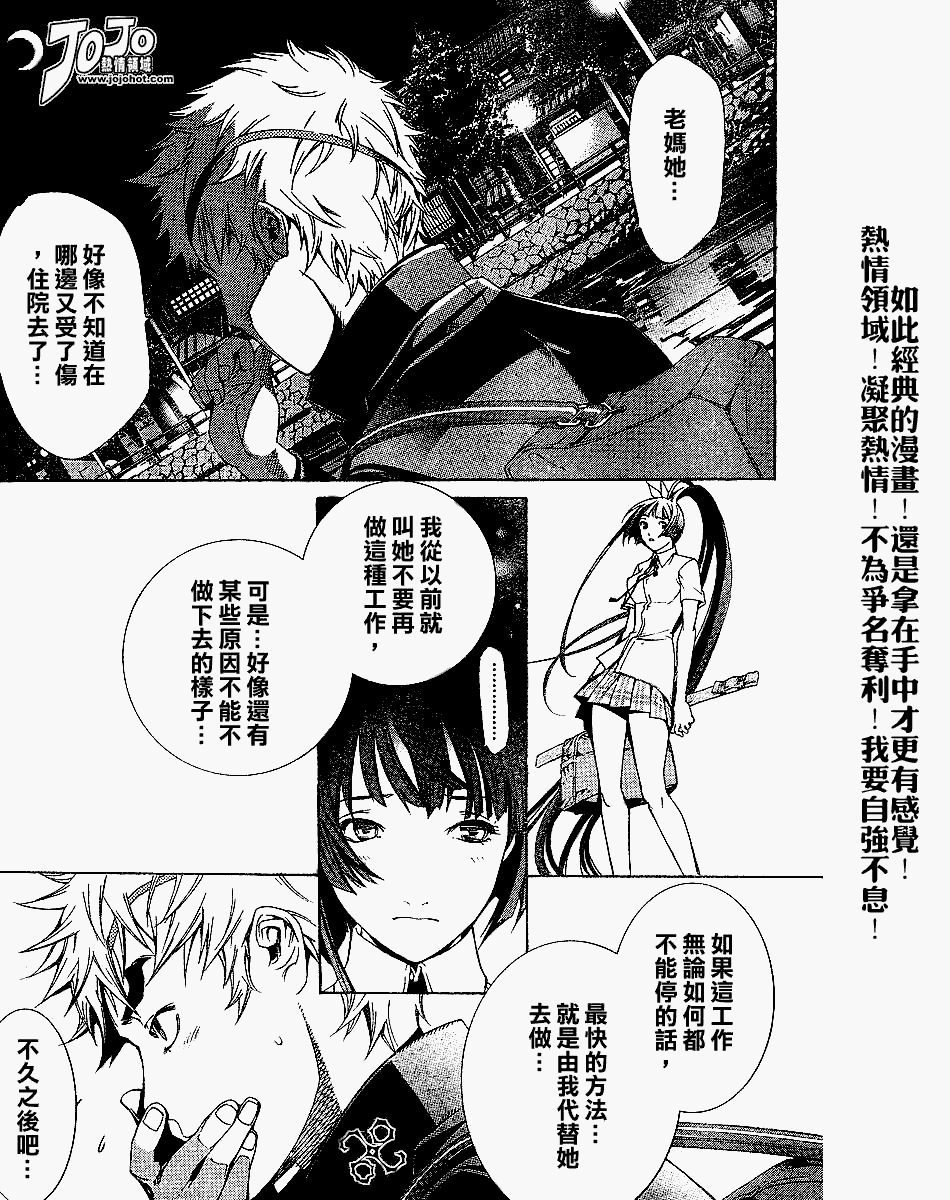 JOJO
熱情領域
www.jojohot.com
老媽她…
好像不知道在
哪邊又受了傷
，住院去了…
我從以前就
叫她不要再
做這種工作，
可是…好像還有
某些原因不能不
做下去的樣子…
………
如果這工作
無論如何都
不能停的話，
最快的方法…
就是由我代替她
去做…
不久之後吧…
如此經典的漫畫！還是拿在手中才更有感覺！
熱情領域！凝聚熱情！不為爭名奪利！我要自強不息！